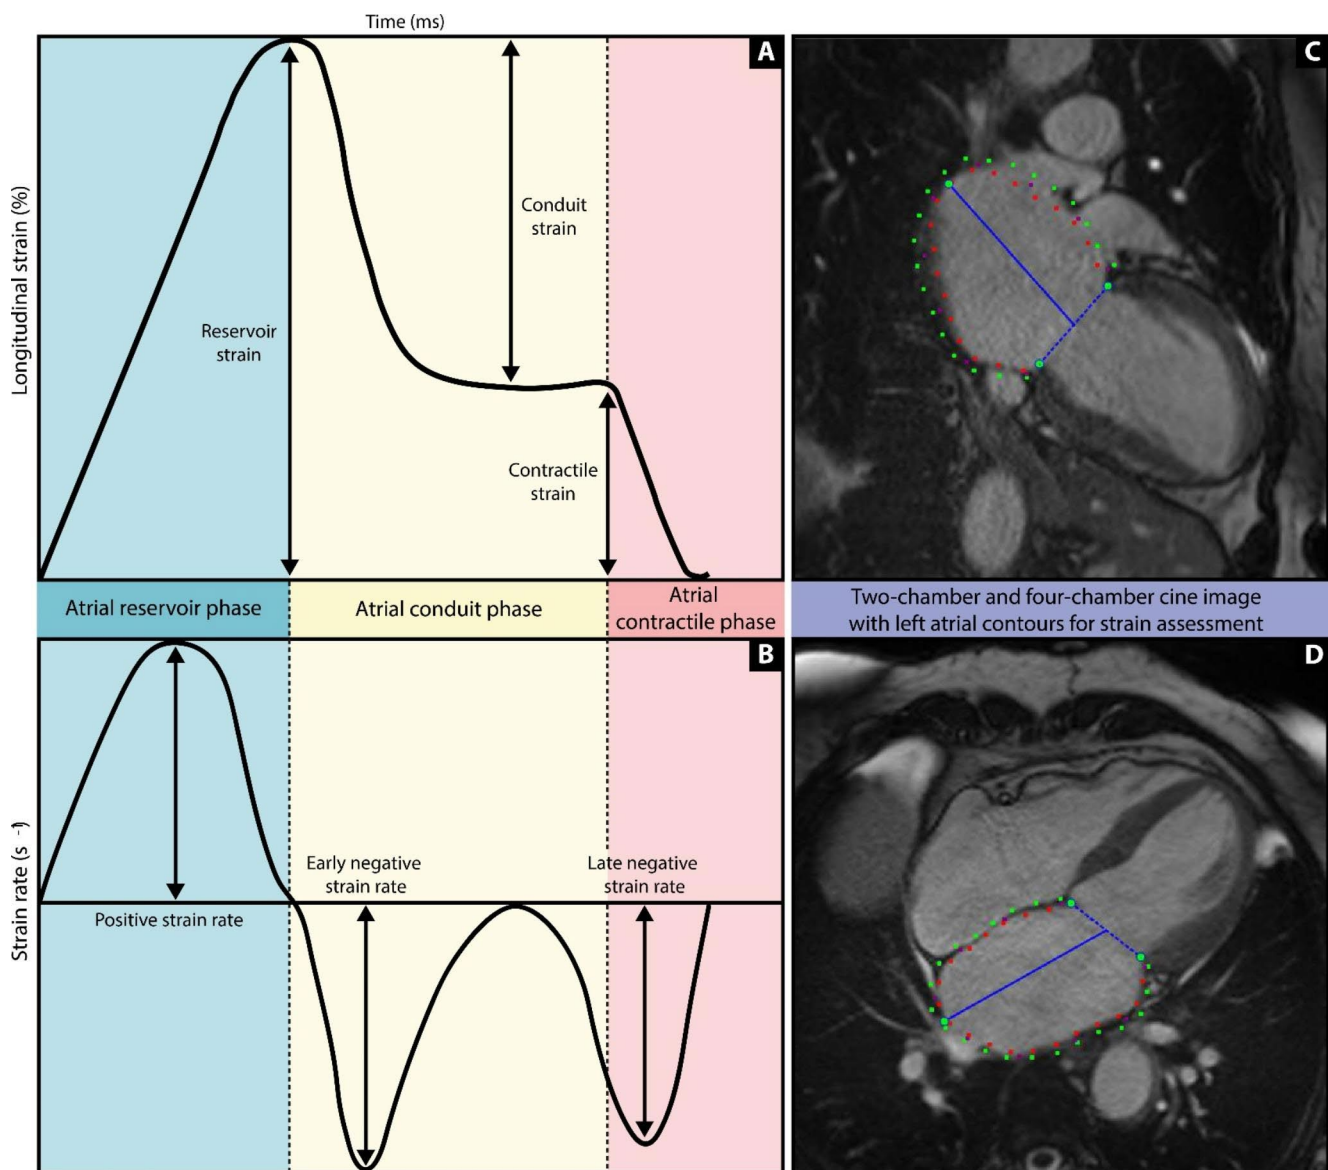 Time (ms)
A
Longitudinal strain (%)
Reservoir
strain
Conduit
strain
Contractile
strain
C
Atrial reservoir phase
Atrial conduit phase
Atrial
contractile phase
Two-chamber and four-chamber cine image
with left atrial contours for strain assessment
B
Strain rate (s -1)
Positive strain rate
Early negative
strain rate
Late negative
strain rate
D